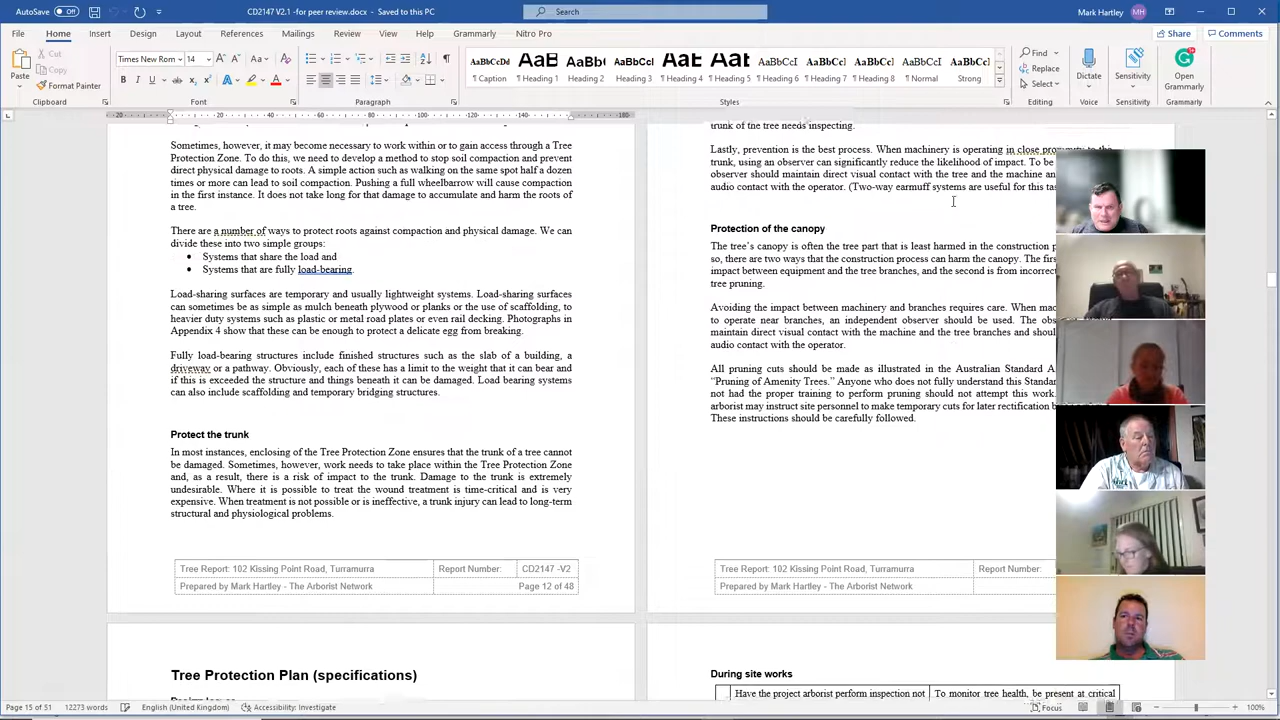 AutoSave Off
CD2147 V2.1 -for peer review.docx - Saved to this PC
Search
Mark Hartley MH
File Home Insert Draw Design Layout References Mailings Review View Help Grammarly Nitro Pro
Share Comments
Paste
Cut
Copy
Format Painter
Clipboard
Times New Rom 14
Font
Paragraph
AaBbCcDd AaB AaBb( AaBbCcl AaE AaE AaBbCcI AaBbCcI AaBbCcl AaBbCcI AaBbCcl
¶ Caption ¶ Heading 1 Heading 2 Heading 3 ¶ Heading 4 ¶ Heading 5 ¶ Heading 6 ¶ Heading 7 ¶ Heading 8 ¶ Normal Strong
Styles
Find
Replace
Select
Editing
Dictate
Voice
Sensitivity
Sensitivity
Open Grammarly
Grammarly
Sometimes, however, it may become necessary to work within or to gain access through a Tree
Protection Zone. To do this, we need to develop a method to stop soil compaction and prevent
direct physical damage to roots. A simple action such as walking on the same spot half a dozen
times or more can lead to soil compaction. Pushing a full wheelbarrow will cause compaction
in the first instance. It does not take long for that damage to accumulate and harm the roots of
a tree.
There are a number of ways to protect roots against compaction and physical damage. We can
divide these into two simple groups:
• Systems that share the load and
• Systems that are fully load-bearing.
Load-sharing surfaces are temporary and usually lightweight systems. Load-sharing surfaces
can sometimes be as simple as mulch beneath plywood or planks or the use of scaffolding, to
heavier duty systems such as plastic or metal road plates or even rail decking. Photographs in
Appendix 4 show that these can be enough to protect a delicate egg from breaking.
Fully load-bearing structures include finished structures such as the slab of a building, a
driveway or a pathway. Obviously, each of these has a limit to the weight that it can bear and
if this is exceeded the structure and things beneath it can be damaged. Load bearing systems
can also include scaffolding and temporary bridging structures.
Protect the trunk
In most instances, enclosing of the Tree Protection Zone ensures that the trunk of a tree cannot
be damaged. Sometimes, however, work needs to take place within the Tree Protection Zone
and, as a result, there is a risk of impact to the trunk. Damage to the trunk is extremely
undesirable. Where it is possible to treat the wound treatment is time-critical and is very
expensive. When treatment is not possible or is ineffective, a trunk injury can lead to long-term
structural and physiological problems.
Tree Report: 102 Kissing Point Road, Turramurra Report Number: CD2147 -V2
Prepared by Mark Hartley - The Arborist Network Page 12 of 48
Tree Protection Plan (specifications)
trunk of the tree needs inspecting.
Lastly, prevention is the best process. When machinery is operating in close proximity to the
trunk, using an observer can significantly reduce the likelihood of impact. To be
observer should maintain direct visual contact with the tree and the machine an
audio contact with the operator. (Two-way earmuff systems are useful for this tas
Protection of the canopy
The tree's canopy is often the tree part that is least harmed in the construction p
so, there are two ways that the construction process can harm the canopy. The firs
impact between equipment and the tree branches, and the second is from incorrec
tree pruning.
Avoiding the impact between machinery and branches requires care. When mac
to operate near branches, an independent observer should be used. The obs
maintain direct visual contact with the machine and the tree branches and shou
audio contact with the operator.
All pruning cuts should be made as illustrated in the Australian Standard A
"Pruning of Amenity Trees." Anyone who does not fully understand this Standar
not had the proper training to perform pruning should not attempt this work.
arborist may instruct site personnel to make temporary cuts for later rectification b
These instructions should be carefully followed.
Tree Report: 102 Kissing Point Road, Turramurra Report Number:
Prepared by Mark Hartley - The Arborist Network
During site works
Have the project arborist perform inspection not To monitor tree health, be present at critical
Page 15 of 51 12273 words English (United Kingdom) Accessibility: Investigate Focus 100%